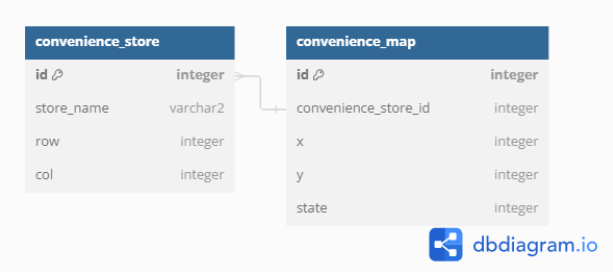 convenience_store
id integer
store_name varchar2
row integer
col integer
convenience_map
id integer
convenience_store_id integer
x integer
y integer
state integer
dbdiagram.io